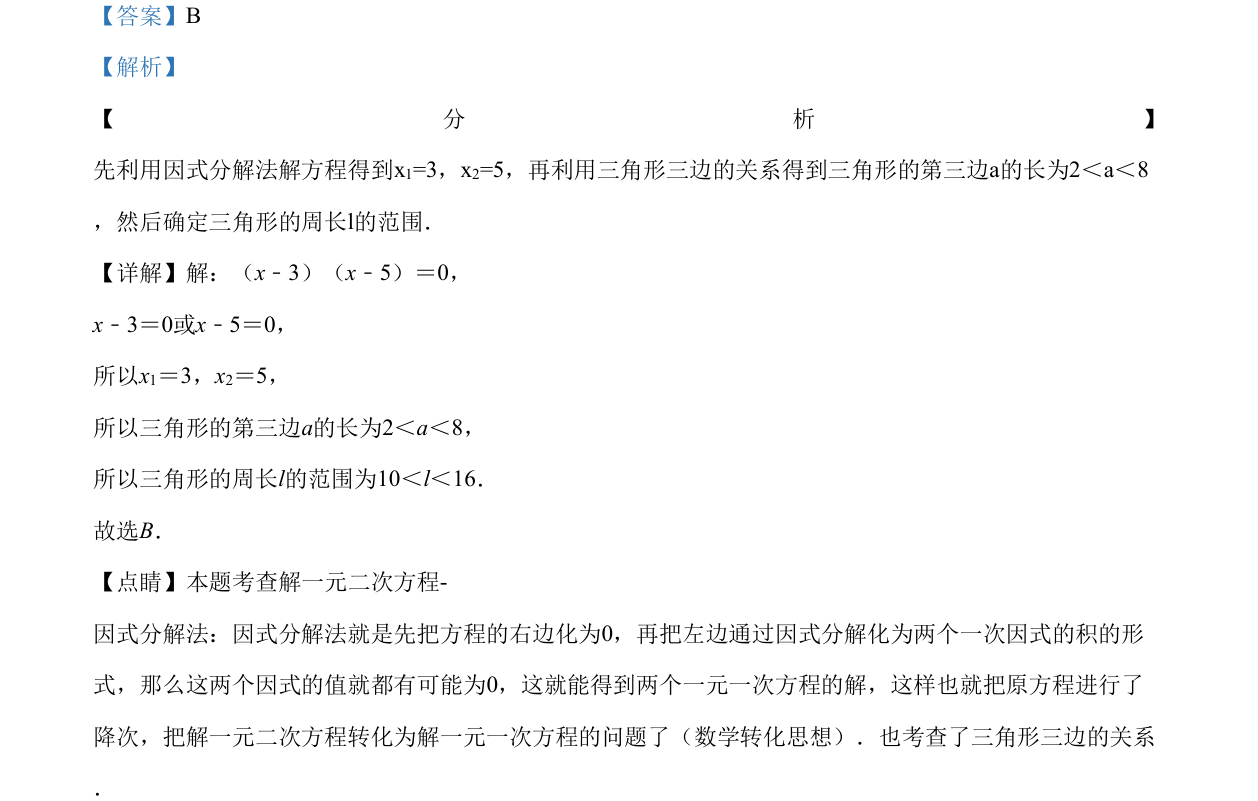 【答案】B
【解析】
【分析】
先利用因式分解法解方程得到x₁=3，x₂=5，再利用三角形三边的关系得到三角形的第三边a的长为2＜a＜8
，然后确定三角形的周长l的范围．
【详解】解：（x﹣3）（x﹣5）＝0，
x﹣3＝0或x﹣5＝0，
所以x₁＝3，x₂＝5，
所以三角形的第三边a的长为2＜a＜8，
所以三角形的周长l的范围为10＜l＜16．
故选B．
【点睛】本题考查解一元二次方程-
因式分解法：因式分解法就是先把方程的右边化为0，再把左边通过因式分解化为两个一次因式的积的形
式，那么这两个因式的值就都有可能为0，这就能得到两个一元一次方程的解，这样也就把原方程进行了
降次，把解一元二次方程转化为解一元一次方程的问题了（数学转化思想）．也考查了三角形三边的关系
．